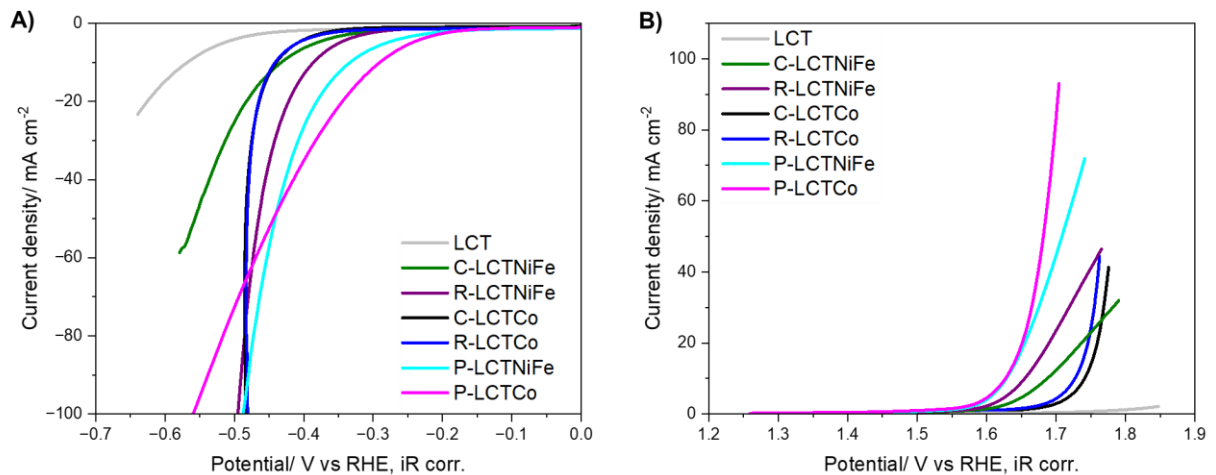 A)
0
−20
−40
−60
−80
−100
Current density/ mA cm⁻²
LCT
C-LCTNiFe
R-LCTNiFe
C-LCTCo
R-LCTCo
P-LCTNiFe
P-LCTCo
−0.7 −0.6 −0.5 −0.4 −0.3 −0.2 −0.1 0.0
Potential/ V vs RHE, iR corr.
B)
100
80
60
40
20
0
Current density/ mA cm⁻²
LCT
C-LCTNiFe
R-LCTNiFe
C-LCTCo
R-LCTCo
P-LCTNiFe
P-LCTCo
1.2 1.3 1.4 1.5 1.6 1.7 1.8 1.9
Potential/ V vs RHE, iR corr.